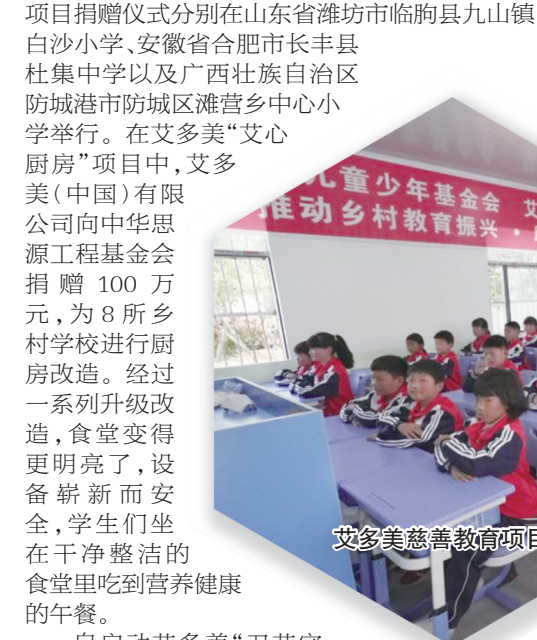 项目捐赠仪式分别在山东省潍坊市临朐县九山镇
白沙小学、安徽省合肥市长丰县
杜集中学以及广西壮族自治区
防城港市防城区滩营乡中心小
学举行。在艾多美“艾心
厨房”项目中,艾多
美(中国)有限
公司向中华思
源工程基金会
捐赠 100 万
元,为 8 所乡
村学校进行厨
房改造。经过
一系列升级改
造,食堂变得
更明亮了,设
备崭新而安
全,学生们坐
在干净整洁的
食堂里吃到营养健康
的午餐。
儿童少年基金会 艾
推动乡村教育振兴·
艾多美慈善教育项目